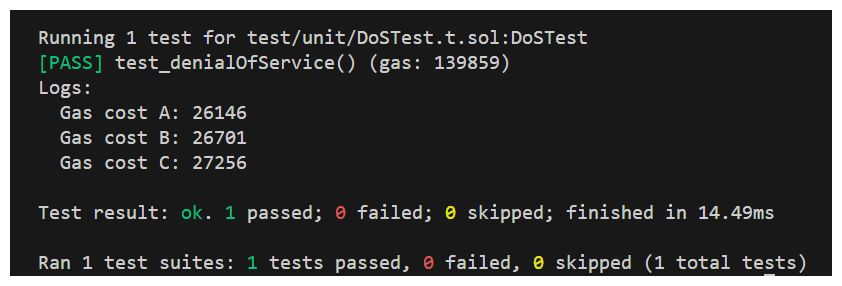 Running 1 test for test/unit/DoSTest.t.sol:DoSTest
[PASS] test_denialOfService() (gas: 139859)
Logs:
  Gas cost A: 26146
  Gas cost B: 26701
  Gas cost C: 27256
Test result: ok. 1 passed; 0 failed; 0 skipped; finished in 14.49ms
Ran 1 test suites: 1 tests passed, 0 failed, 0 skipped (1 total tests)